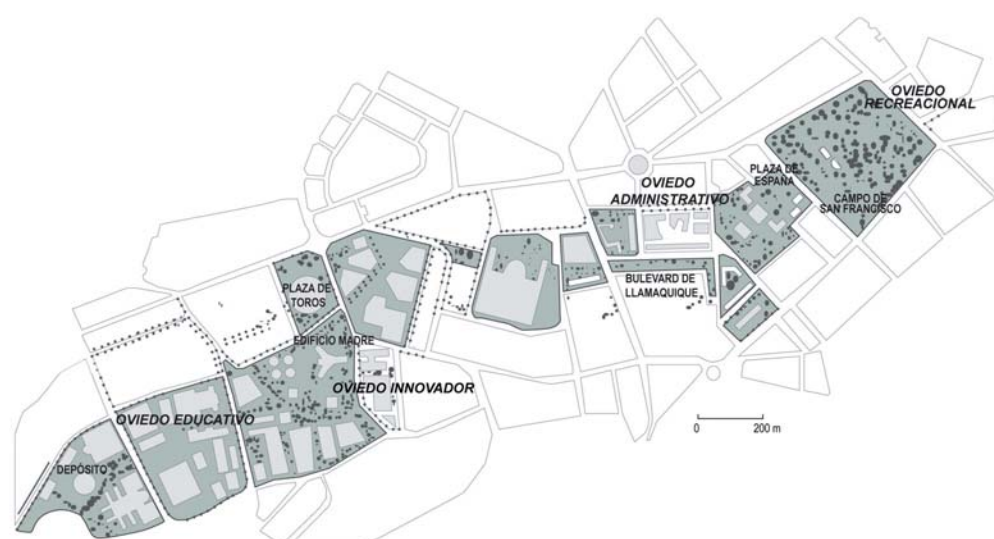 OVIEDO
RECREACIONAL
PLAZA DE
ESPAÑA
OVIEDO
ADMINISTRATIVO
CAMPO DE
SAN FRANCISCO
BULEVARD DE
LLAMAQUIQUE
PLAZA DE
TOROS
EDIFICIO MADRE
OVIEDO INNOVADOR
OVIEDO EDUCATIVO
DEPÓSITO
0 200 m